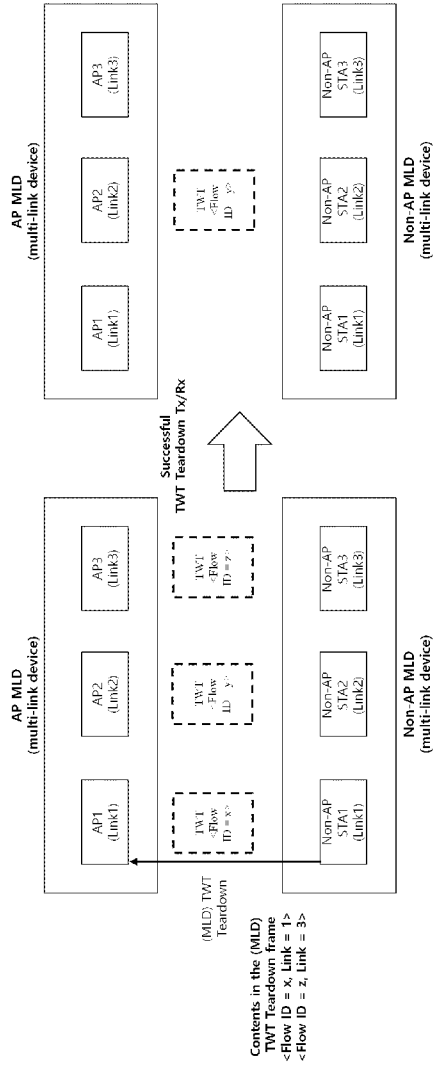 AP MLD
(multi-link device)
AP1
(Link1)
AP2
(Link2)
AP3
(Link3)
(MLD) TWT
Teardown
TWT
<Flow
ID = x>
TWT
<Flow
ID   y>
TWT
<Flow
ID = z>
Contents in the (MLD)
TWT Teardown frame
<Flow ID = x, Link = 1>
<Flow ID = z, Link = 3>
Non-AP
STA1
(Link1)
Non-AP
STA2
(Link2)
Non-AP
STA3
(Link3)
Non-AP MLD
(multi-link device)
Successful
TWT Teardown Tx/Rx
AP MLD
(multi-link device)
AP1
(Link1)
AP2
(Link2)
AP3
(Link3)
TWT
<Flow
ID   y>
Non-AP
STA1
(Link1)
Non-AP
STA2
(Link2)
Non-AP
STA3
(Link3)
Non-AP MLD
(multi-link device)